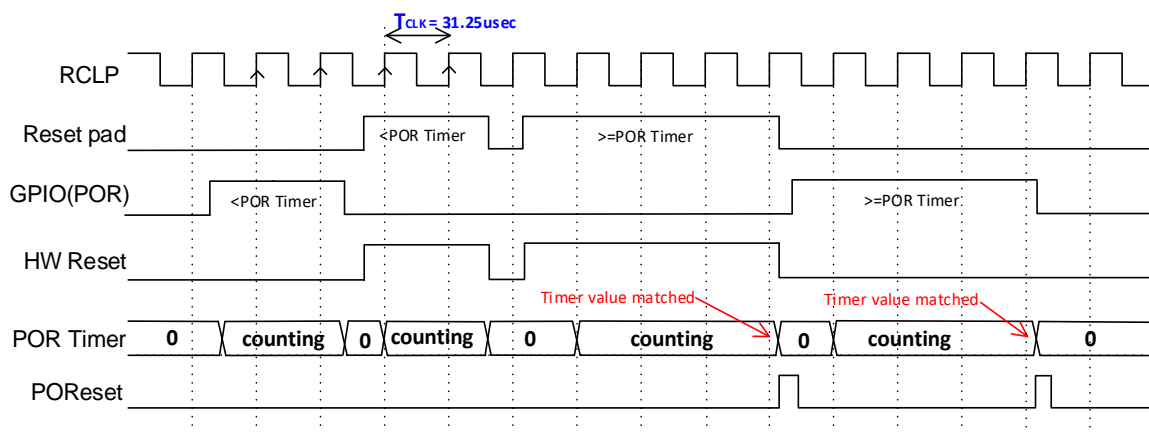 TCLK = 31.25usec
RCLP
Reset pad
<POR Timer
>=POR Timer
GPIO(POR)
<POR Timer
>=POR Timer
HW Reset
Timer value matched
Timer value matched
POR Timer
0
counting
0
counting
0
counting
0
counting
0
POReset